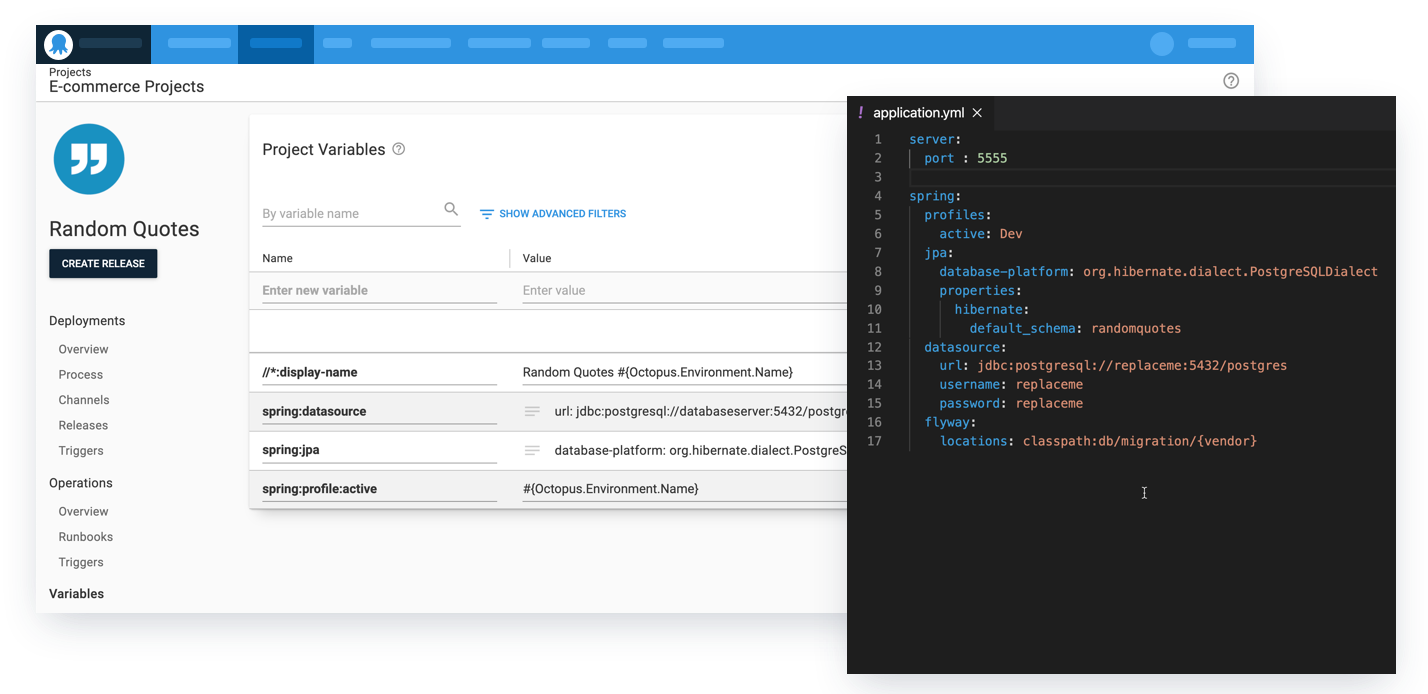 Projects
E-commerce Projects
Random Quotes
CREATE RELEASE
Deployments
Overview
Process
Channels
Releases
Triggers
Operations
Overview
Runbooks
Triggers
Variables
Project Variables ?
By variable name
SHOW ADVANCED FILTERS
Name Value
Enter new variable Enter value
//*:display-name Random Quotes #{Octopus.Environment.Name}
spring:datasource url: jdbc:postgresql://databaseserver:5432/postgre
spring:jpa database-platform: org.hibernate.dialect.PostgreS
spring:profile:active #{Octopus.Environment.Name}
?
! application.yml ×
1 server:
2 port : 5555
3
4 spring:
5 profiles:
6 active: Dev
7 jpa:
8 database-platform: org.hibernate.dialect.PostgreSQLDialect
9 properties:
10 hibernate:
11 default_schema: randomquotes
12 datasource:
13 url: jdbc:postgresql://replaceme:5432/postgres
14 username: replaceme
15 password: replaceme
16 flyway:
17 locations: classpath:db/migration/{vendor}